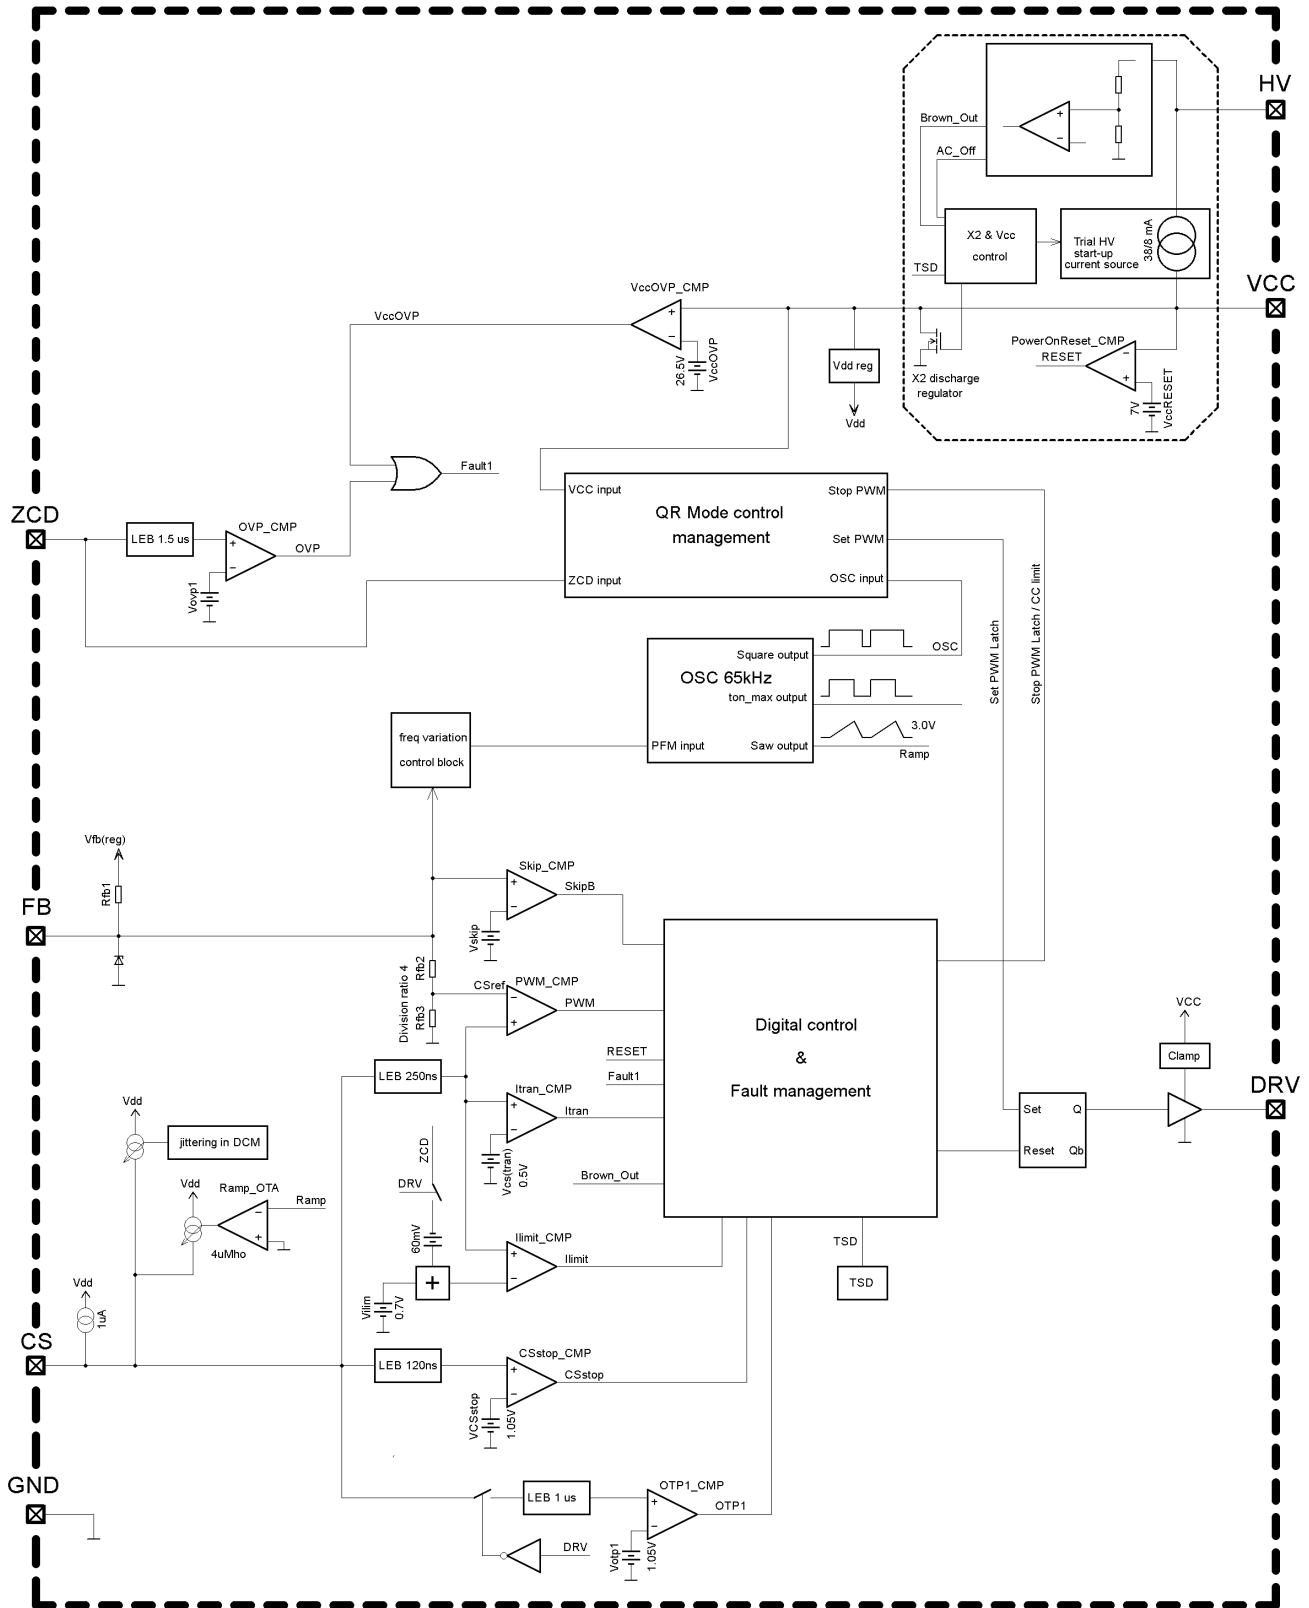 HV
Brown_Out
+
−
AC_Off
X2 & Vcc
control
Trial HV
start-up
current source
38/8 mA
TSD
VCC
VccOVP_CMP
VccOVP
+
−
26.5V
VccOVP
Vdd reg
Vdd
X2 discharge
regulator
PowerOnReset_CMP
RESET
−
+
7V
VccRESET
Fault1
VCC input
Stop PWM
QR Mode control
management
Set PWM
ZCD input
OSC input
ZCD
LEB 1.5 us
OVP_CMP
+
−
OVP
Vovp1
Set PWM Latch
Stop PWM Latch / CC limit
Square output
OSC
OSC 65kHz
ton_max output
PFM input
Saw output
3.0V
Ramp
freq variation
control block
Vfb(reg)
Rfb1
FB
Skip_CMP
+
−
SkipB
Vskip
Division ratio 4
Rfb2
Rfb3
CSref
PWM_CMP
−
+
PWM
Digital control
&
Fault management
RESET
Fault1
LEB 250ns
Itran_CMP
+
−
Itran
Vcs(tran)
0.5V
Brown_Out
VCC
Clamp
DRV
Set
Q
Reset
Qb
Vdd
jittering in DCM
Vdd
Ramp_OTA
−
+
Ramp
4uMho
ZCD
DRV
60mV
+
Vilim
0.7V
Ilimit_CMP
+
−
Ilimit
TSD
TSD
Vdd
1uA
CS
LEB 120ns
CSstop_CMP
+
−
CSstop
VCSstop
1.05V
GND
LEB 1 us
OTP1_CMP
+
−
OTP1
DRV
Votp1
1.05V